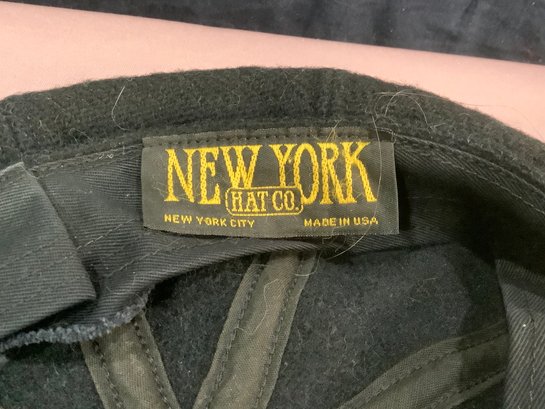 NEW YORK
HAT CO.
NEW YORK CITY MADE IN USA